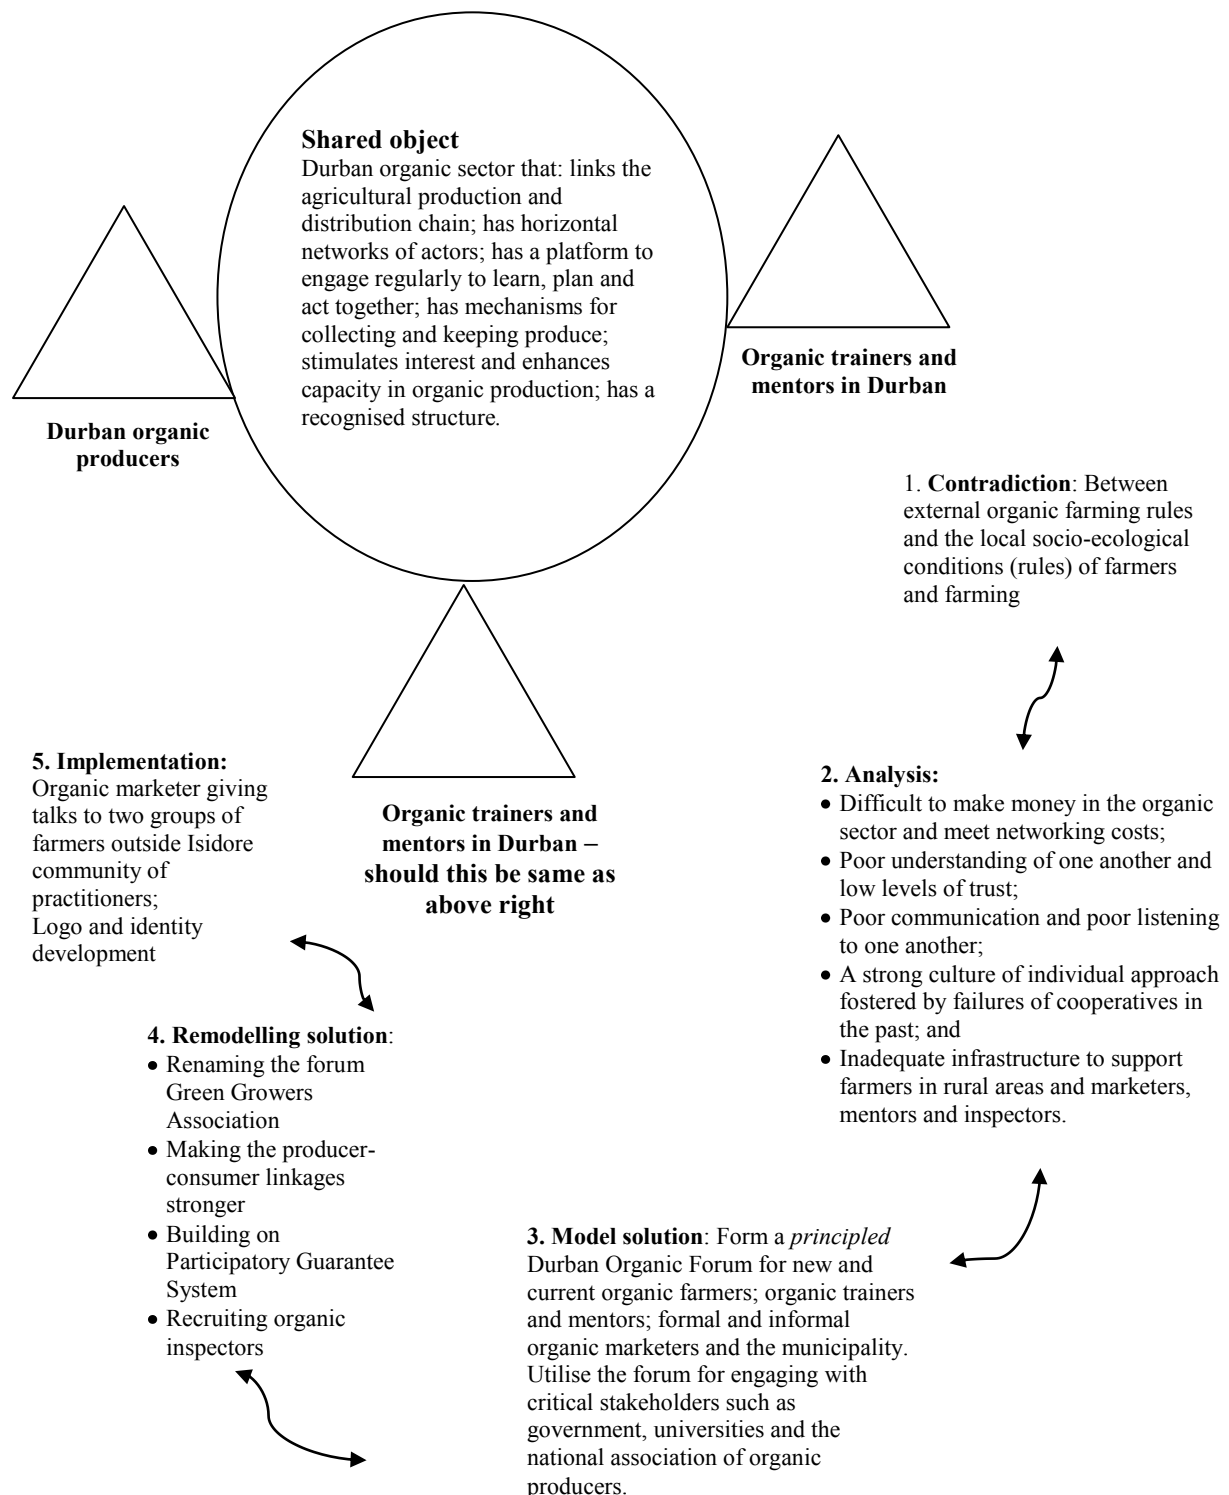 Shared object
Durban organic sector that: links the
agricultural production and
distribution chain; has horizontal
networks of actors; has a platform to
engage regularly to learn, plan and
act together; has mechanisms for
collecting and keeping produce;
stimulates interest and enhances
capacity in organic production; has a
recognised structure.
Durban organic
producers
Organic trainers and
mentors in Durban
1. Contradiction: Between
external organic farming rules
and the local socio-ecological
conditions (rules) of farmers
and farming
Organic trainers and
mentors in Durban –
should this be same as
above right
2. Analysis:
• Difficult to make money in the organic
sector and meet networking costs;
• Poor understanding of one another and
low levels of trust;
• Poor communication and poor listening
to one another;
• A strong culture of individual approach
fostered by failures of cooperatives in
the past; and
• Inadequate infrastructure to support
farmers in rural areas and marketers,
mentors and inspectors.
3. Model solution: Form a principled
Durban Organic Forum for new and
current organic farmers; organic trainers
and mentors; formal and informal
organic marketers and the municipality.
Utilise the forum for engaging with
critical stakeholders such as
government, universities and the
national association of organic
producers.
4. Remodelling solution:
• Renaming the forum
Green Growers
Association
• Making the producer-
consumer linkages
stronger
• Building on
Participatory Guarantee
System
• Recruiting organic
inspectors
5. Implementation:
Organic marketer giving
talks to two groups of
farmers outside Isidore
community of
practitioners;
Logo and identity
development